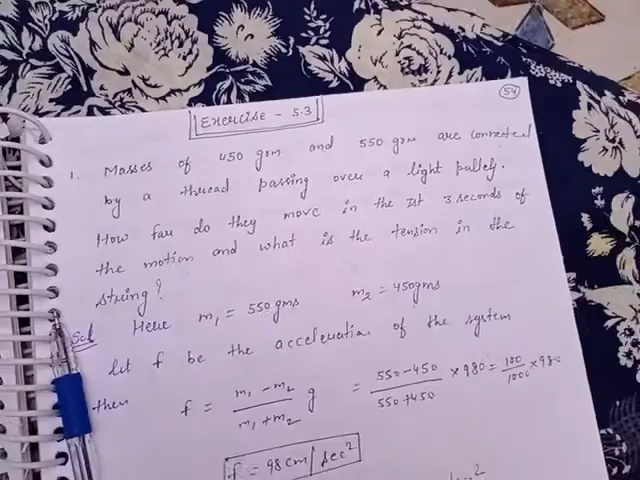 54
Exercise - 5.3
1. Masses of 450 gm and 550 gm are connected
by a thread passing over a light pulley.
How far do they move in the 1st 3 seconds of
the motion and what is the tension in the
string?
Sol Here m₁ = 550 gms m₂ = 450 gms
let f be the acceleration of the system
then f = (m₁ - m₂)/(m₁ + m₂) g = (550 - 450)/(550 + 450) × 980 = 100/1000 × 980
f = 98 cm/sec²